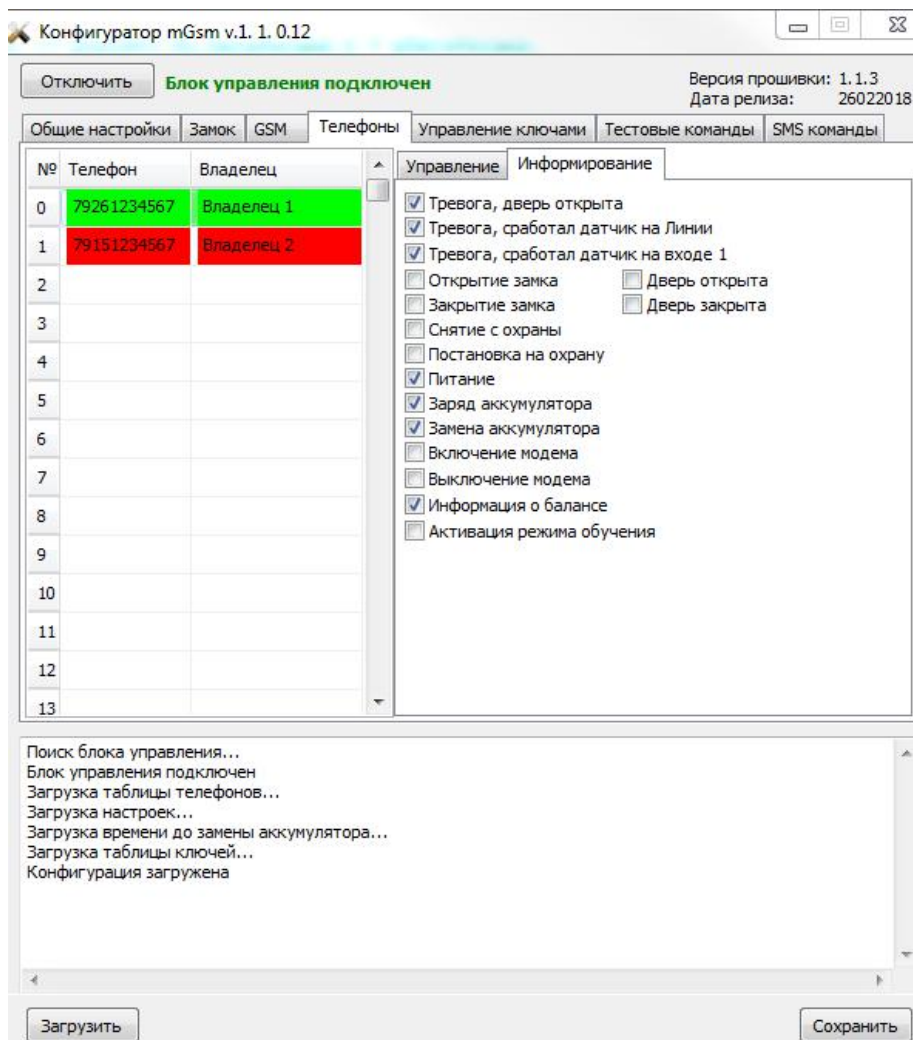 Конфигуратор mGsm v.1. 1. 0.12
Отключить Блок управления подключен
Версия прошивки: 1.1.3
Дата релиза: 26022018
Общие настройки Замок GSM Телефоны Управление ключами Тестовые команды SMS команды
№ Телефон Владелец
0 79261234567 Владелец 1
1 79151234567 Владелец 2
2
3
4
5
6
7
8
9
10
11
12
13
Управление Информирование
Тревога, дверь открыта
Тревога, сработал датчик на Линии
Тревога, сработал датчик на входе 1
Открытие замка Дверь открыта
Закрытие замка Дверь закрыта
Снятие с охраны
Постановка на охрану
Питание
Заряд аккумулятора
Замена аккумулятора
Включение модема
Выключение модема
Информация о балансе
Активация режима обучения
Поиск блока управления...
Блок управления подключен
Загрузка таблицы телефонов...
Загрузка настроек...
Загрузка времени до замены аккумулятора...
Загрузка таблицы ключей...
Конфигурация загружена
Загрузить Сохранить